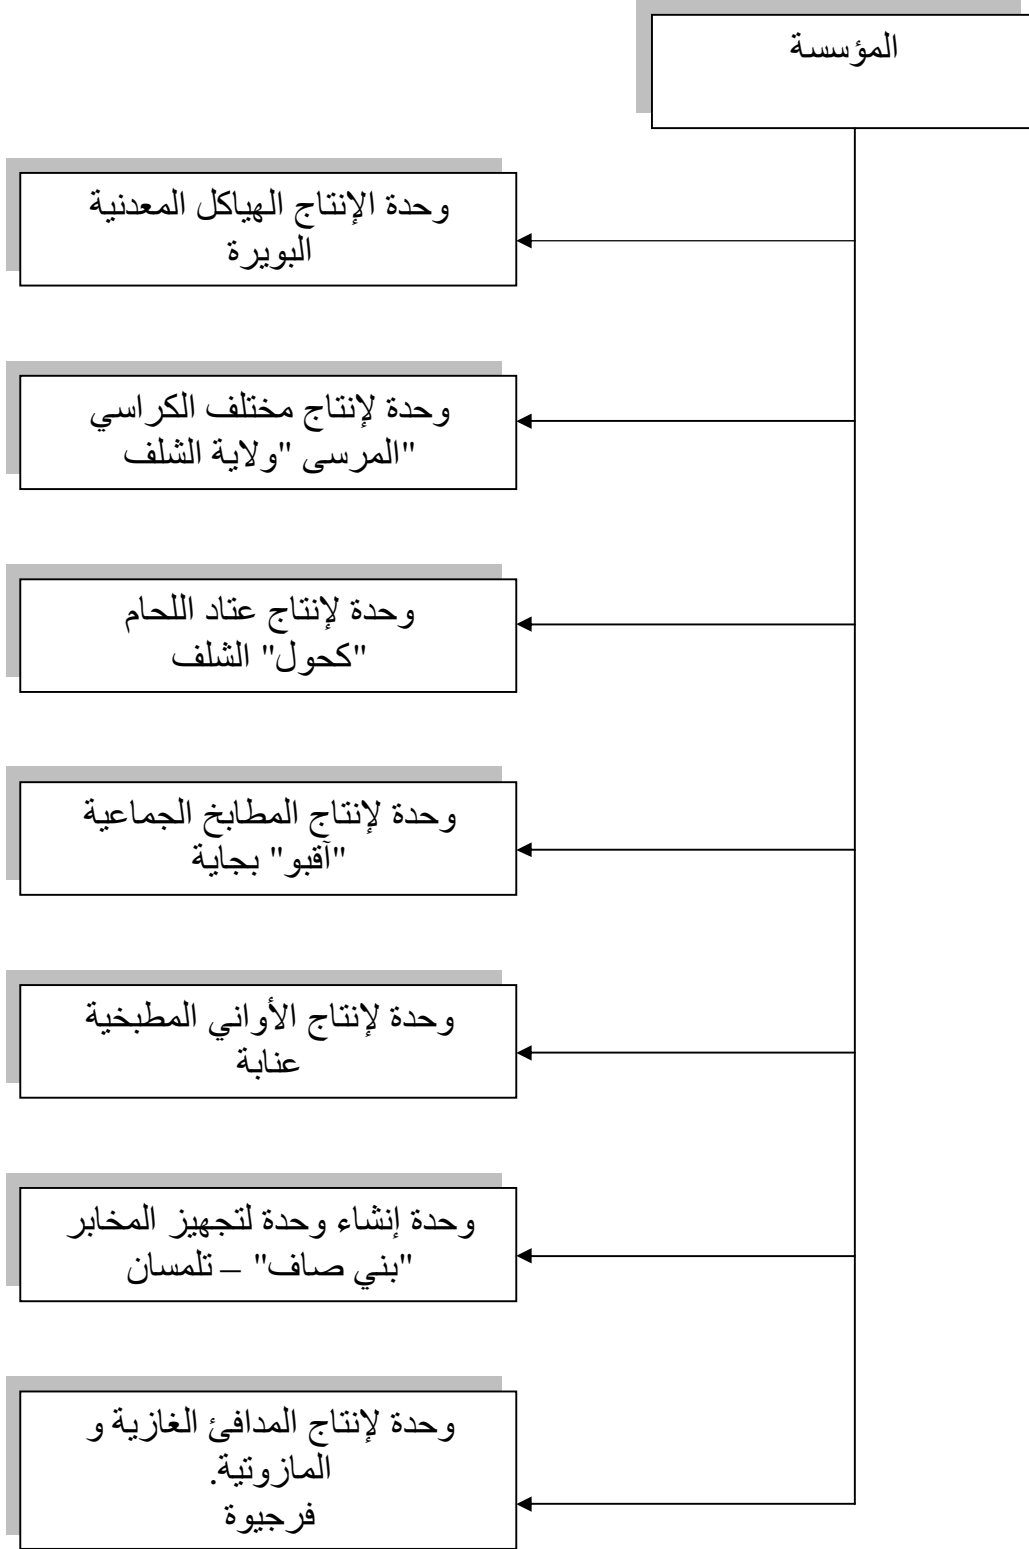 المؤسسة
وحدة الإنتاج الهياكل المعدنية
البويرة
وحدة لإنتاج مختلف الكراسي
"المرسى "ولاية الشلف
وحدة لإنتاج عتاد اللحام
"كحول" الشلف
وحدة لإنتاج المطابخ الجماعية
"آقبو" بجاية
وحدة لإنتاج الأواني المطبخية
عنابة
وحدة إنشاء وحدة لتجهيز المخابر
"بني صاف" – تلمسان
وحدة لإنتاج المدافئ الغازية و
المازوتية.
فرجيوة